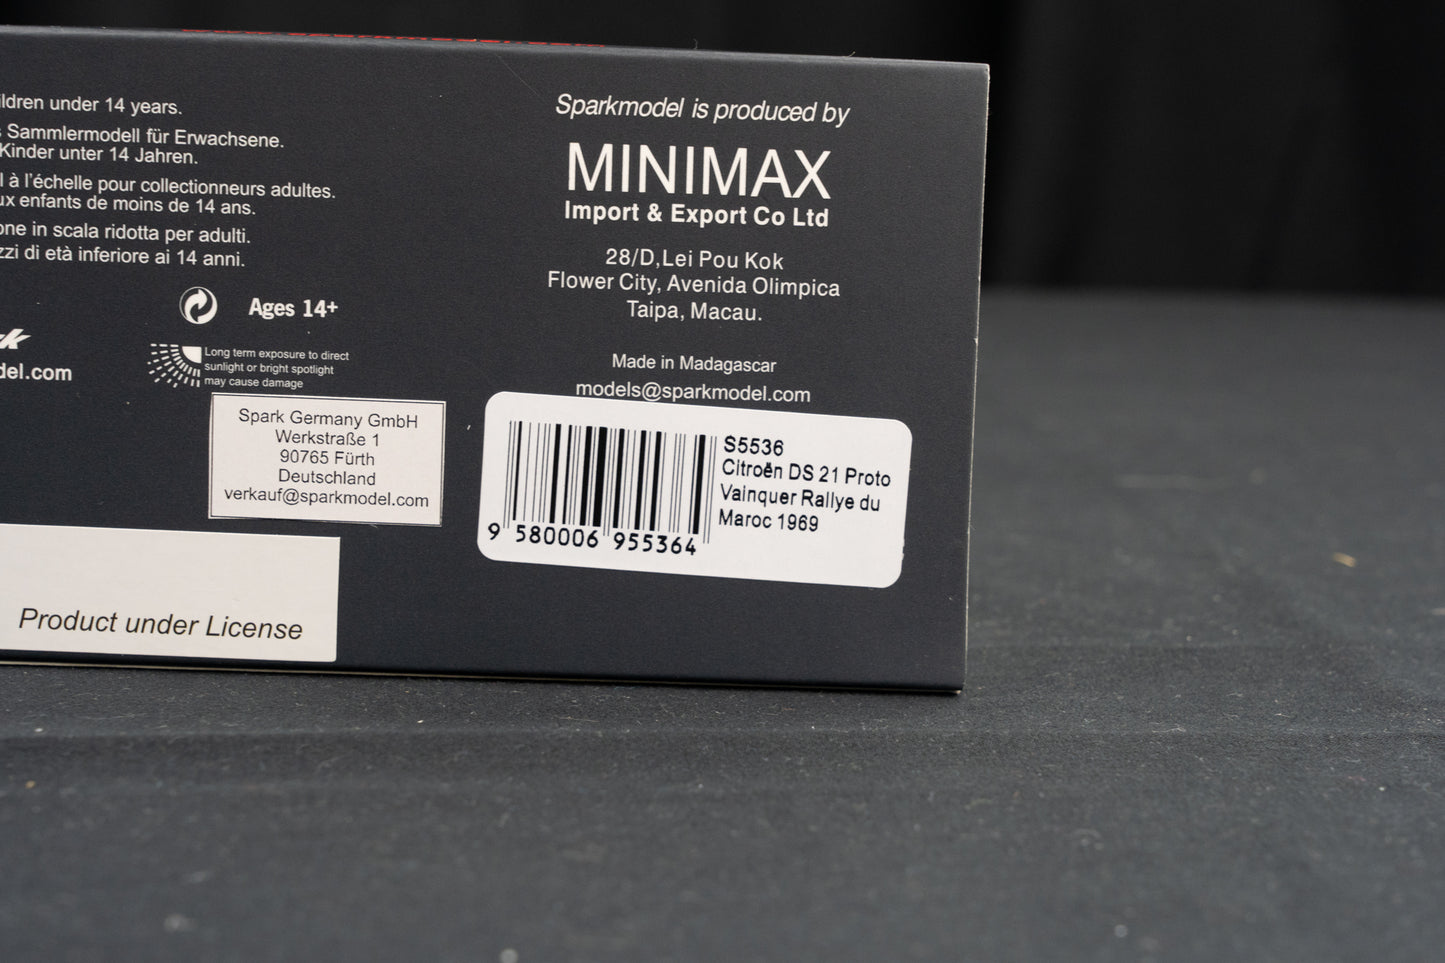 ildren under 14 years.
s Sammlermodell für Erwachsene.
Kinder unter 14 Jahren.
l à l'échelle pour collectionneurs adultes.
ux enfants de moins de 14 ans.
one in scala ridotta per adulti.
zzi di età inferiore ai 14 anni.
Ages 14+
k
del.com
Long term exposure to direct
sunlight or bright spotlight
may cause damage
Spark Germany GmbH
Werkstraße 1
90765 Fürth
Deutschland
verkauf@sparkmodel.com
Product under License
Sparkmodel is produced by
MINIMAX
Import & Export Co Ltd
28/D,Lei Pou Kok
Flower City, Avenida Olimpica
Taipa, Macau.
Made in Madagascar
models@sparkmodel.com
S5536
Citroën DS 21 Proto
Vainquer Rallye du
Maroc 1969
9 580006 955364